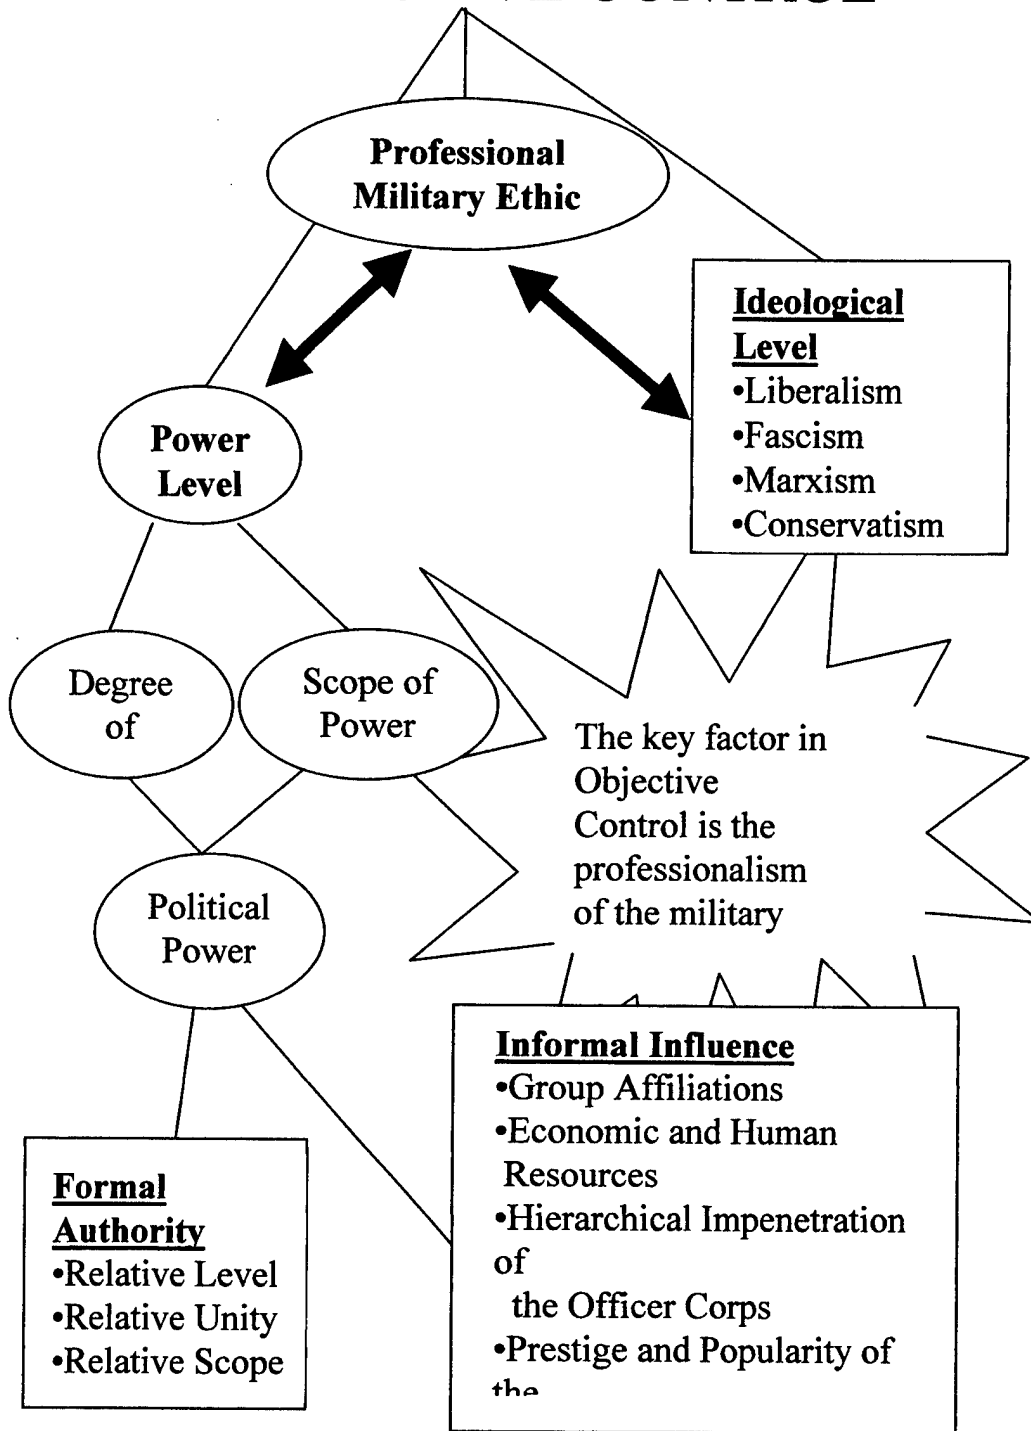 Professional
Military Ethic
Ideological
Level
•Liberalism
•Fascism
•Marxism
•Conservatism
Power
Level
Degree
of
Scope of
Power
The key factor in
Objective
Control is the
professionalism
of the military
Political
Power
Informal Influence
•Group Affiliations
•Economic and Human
Resources
•Hierarchical Impenetration
of
the Officer Corps
•Prestige and Popularity of
the
Formal
Authority
•Relative Level
•Relative Unity
•Relative Scope